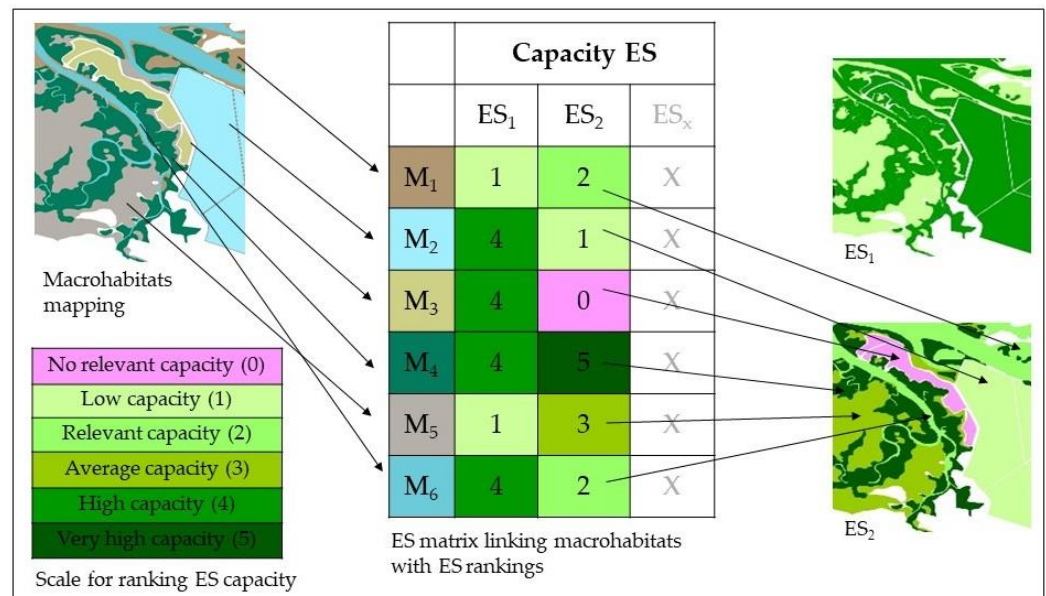 Capacity ES
ES₁ ES₂ ESₓ
M₁ 1 2 X
M₂ 4 1 X
M₃ 4 0 X
M₄ 4 5 X
M₅ 1 3 X
M₆ 4 2 X
ES matrix linking macrohabitats
with ES rankings
Macrohabitats
mapping
No relevant capacity (0)
Low capacity (1)
Relevant capacity (2)
Average capacity (3)
High capacity (4)
Very high capacity (5)
Scale for ranking ES capacity
ES₁
ES₂